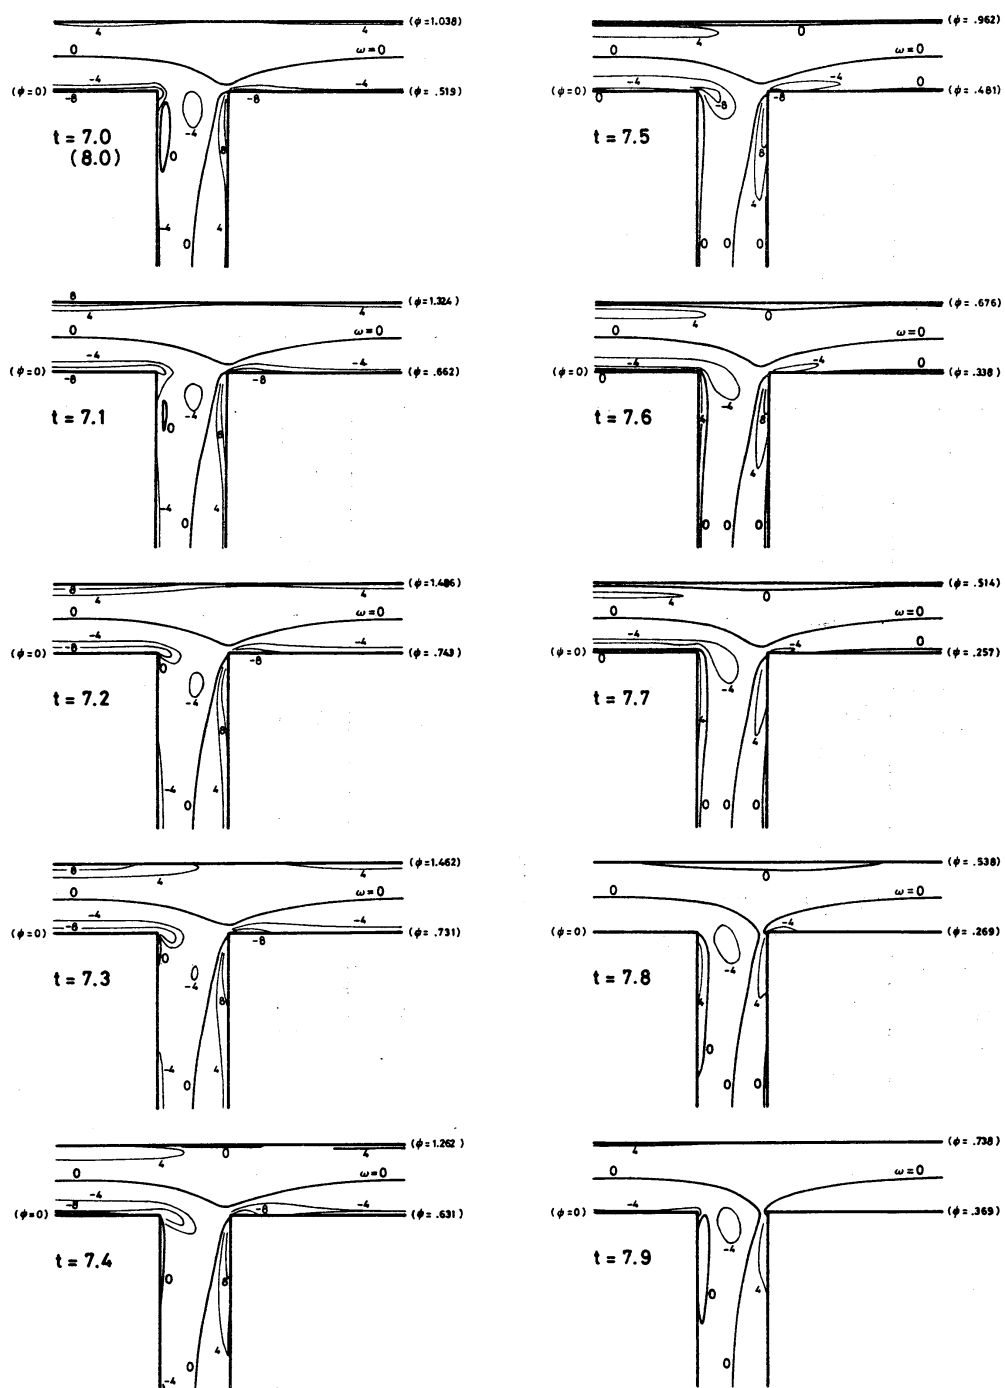 (ϕ=1.038)
4 4
0 ω=0
-4 -4
(ϕ=0) -8 -8 (ϕ= .519)
-4
t = 7.0
(8.0)
0 8
-4 0 4
(ϕ=1.324)
8
4 4
0 ω=0
-4 -4
(ϕ=0) -8 -8 (ϕ= .662)
-4
t = 7.1
0 8
-4 0 4
(ϕ=1.486)
8 4 4
0 ω=0
-4 -4
(ϕ=0) -8 -8 (ϕ= .743)
0 -4
t = 7.2
8
-4 0 4
(ϕ=1.462)
8 4 4
0 ω=0
-4 -4
(ϕ=0) -8 -8 (ϕ= .731)
0 -4
t = 7.3
8
-4 0 4
(ϕ=1.262)
4 0 4
0 ω=0
-4
(ϕ=0) -8 -8 -4 (ϕ= .631)
t = 7.4
0 8
4
-4 0
(ϕ= .962)
4 0
0 ω=0
-4 -4 0
(ϕ=0) 0 -8 -8 (ϕ= .481)
t = 7.5
8
4
0 0 0
(ϕ= .676)
4 0
0 ω=0
-4 -4 0
(ϕ=0) 0 (ϕ= .338)
-4
t = 7.6
4 8
4
0 0 0
(ϕ= .514)
4 0
0 ω=0
-4 -4 0
(ϕ=0) 0 (ϕ= .257)
-4
t = 7.7
4 4
0 0 0
(ϕ= .538)
0
0 ω=0
-4
(ϕ=0) (ϕ= .269)
-4
t = 7.8
4 4
0
0 0
(ϕ= .738)
4
0 ω=0
-4
(ϕ=0) (ϕ= .369)
-4
t = 7.9
0 4
0